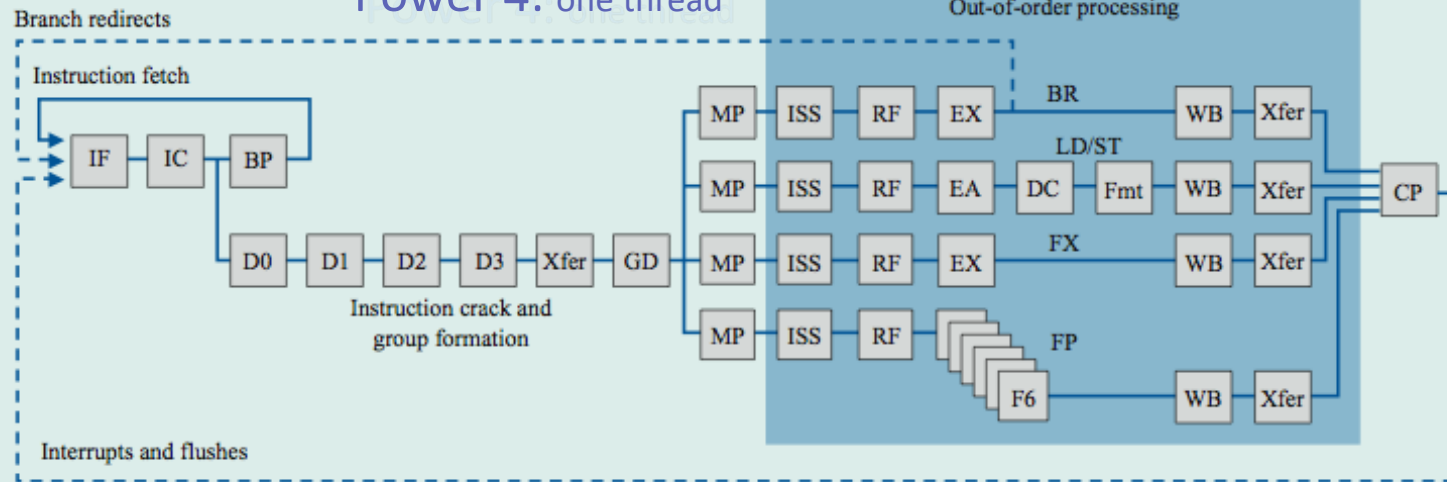 Power 4: one thread
Branch redirects
Out-of-order processing
Instruction fetch
BR
MP ISS RF EX WB Xfer
IF IC BP
LD/ST
MP ISS RF EA DC Fmt WB Xfer
CP
FX
D0 D1 D2 D3 Xfer GD
MP ISS RF EX WB Xfer
Instruction crack and
group formation
MP ISS RF
FP
F6 WB Xfer
Interrupts and flushes